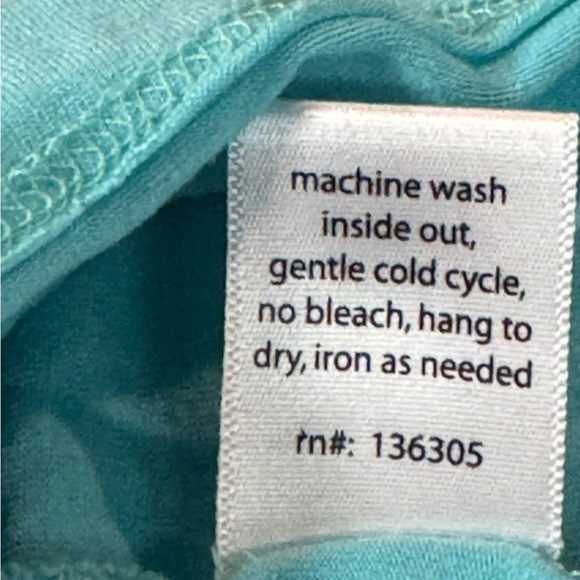 machine wash
inside out,
gentle cold cycle,
no bleach, hang to
dry, iron as needed
rn#: 136305